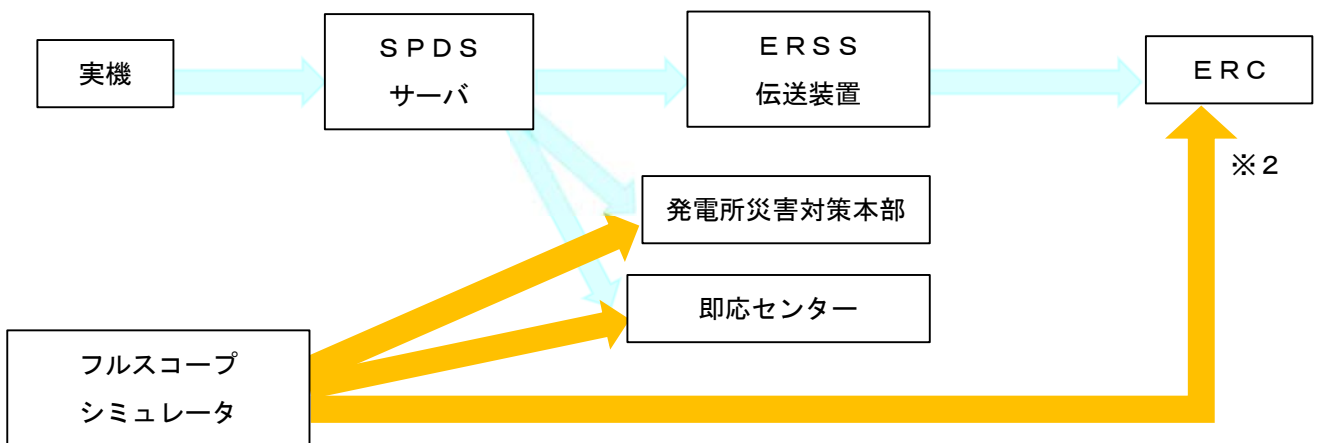 実機
ＳＰＤＳ
サーバ
ＥＲＳＳ
伝送装置
ＥＲＣ
※２
発電所災害対策本部
即応センター
フルスコープ
シミュレータ